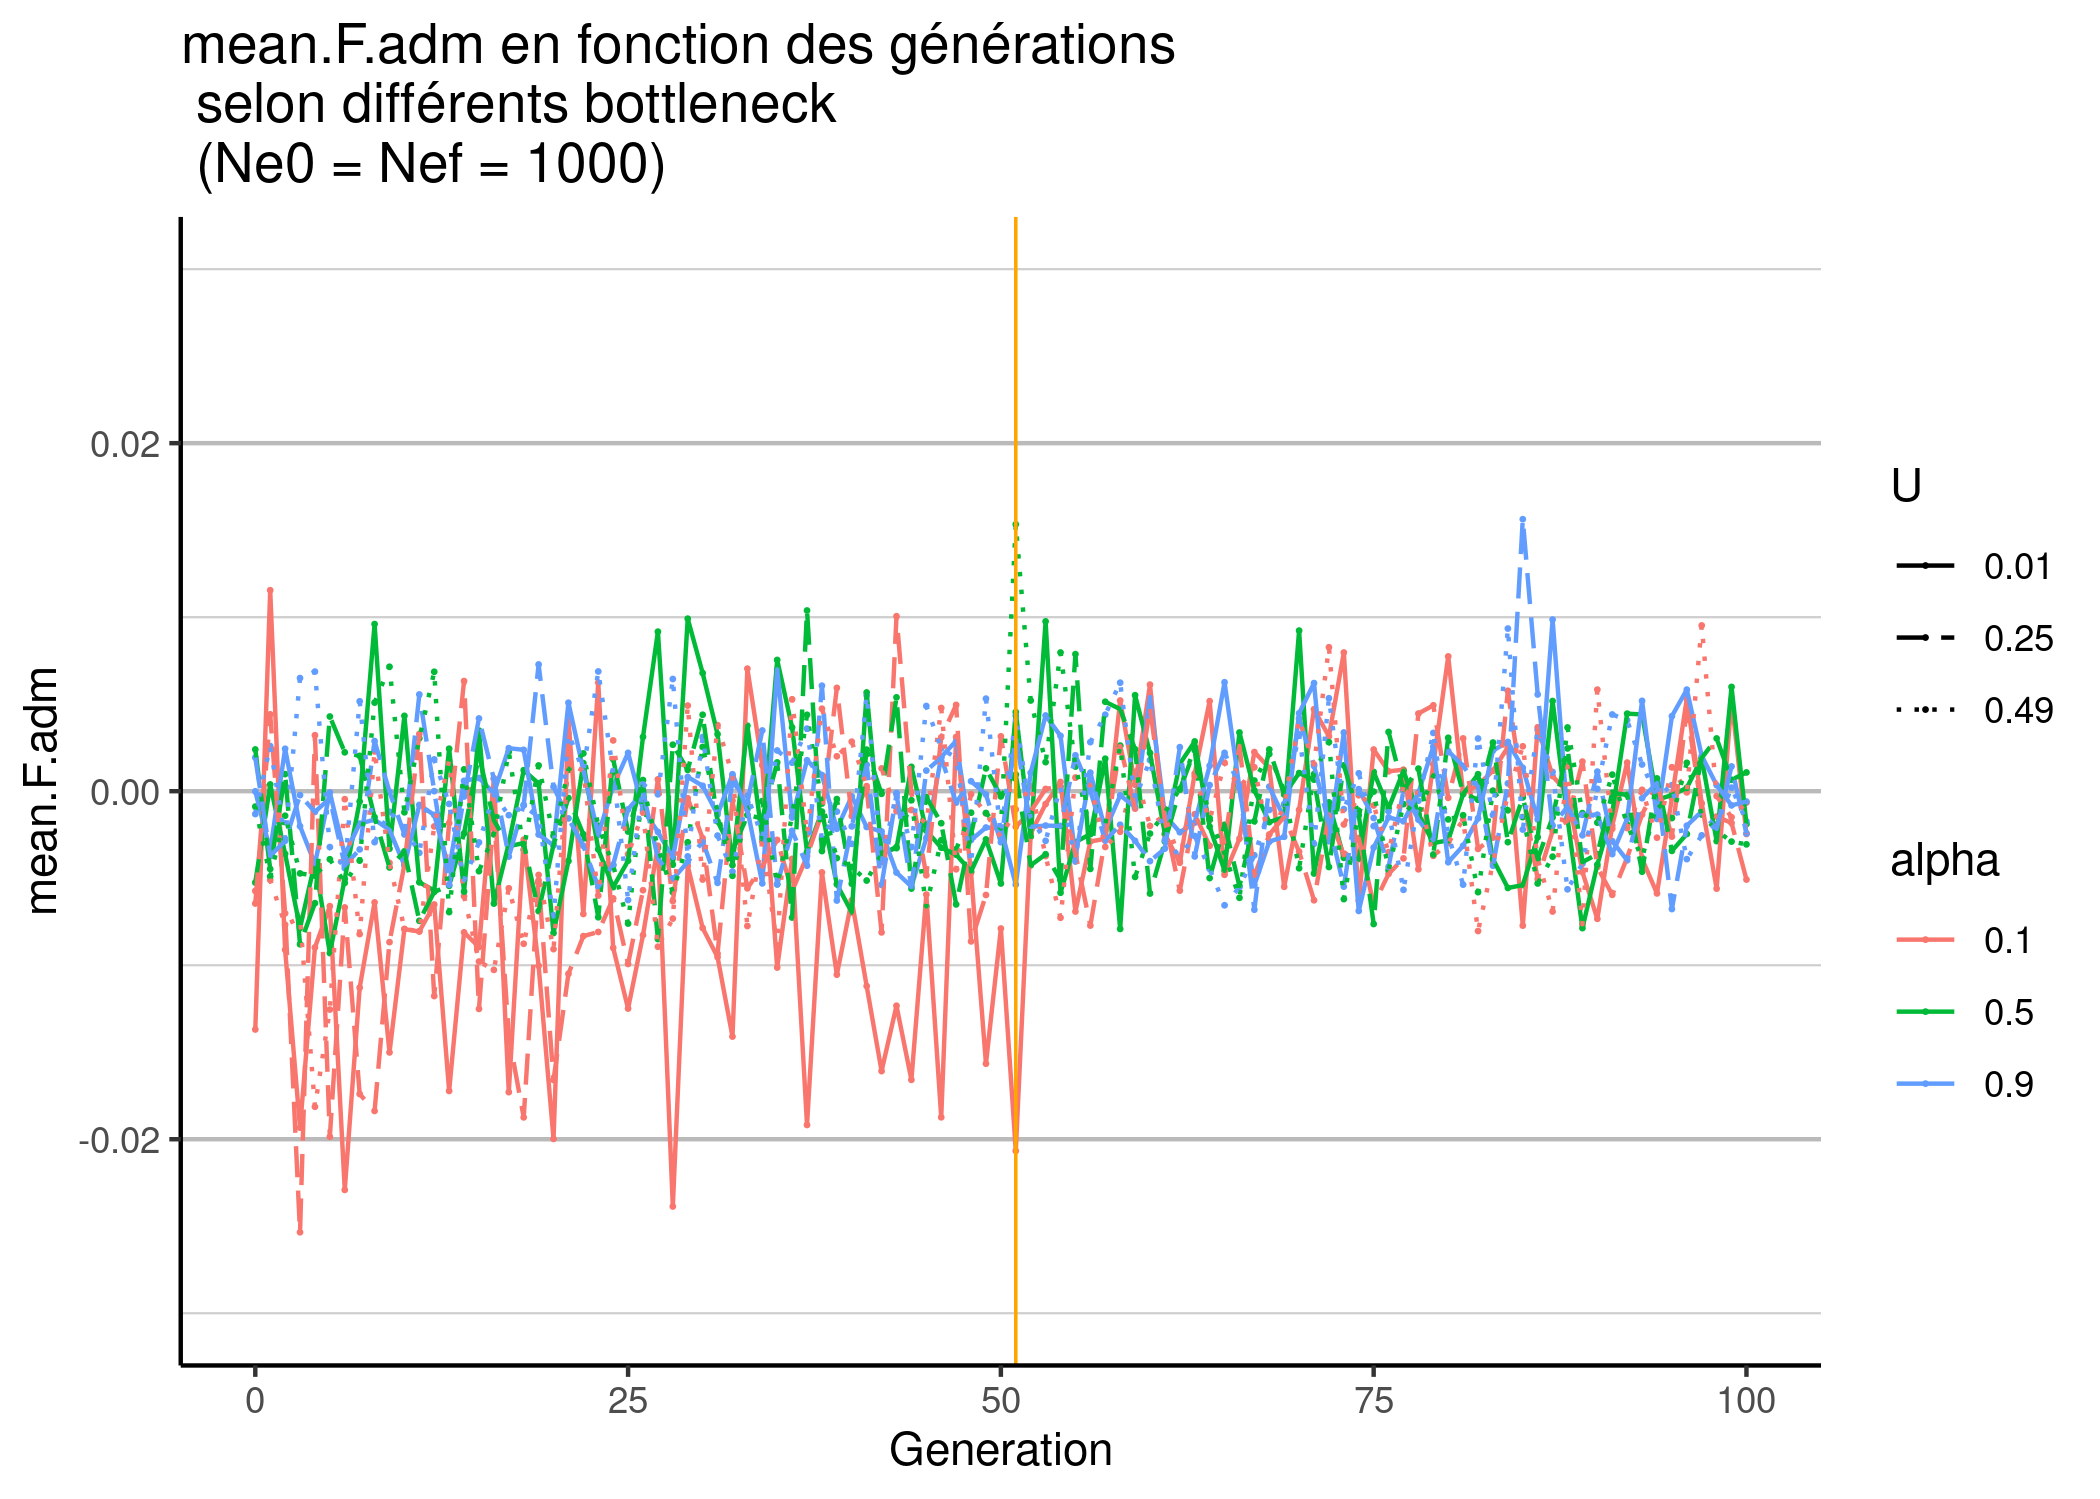 mean.F.adm en fonction des générations
selon différents bottleneck
(Ne0 = Nef = 1000)
mean.F.adm
0.02
0.00
-0.02
0
25
50
75
100
Generation
U
0.01
0.25
0.49
alpha
0.1
0.5
0.9